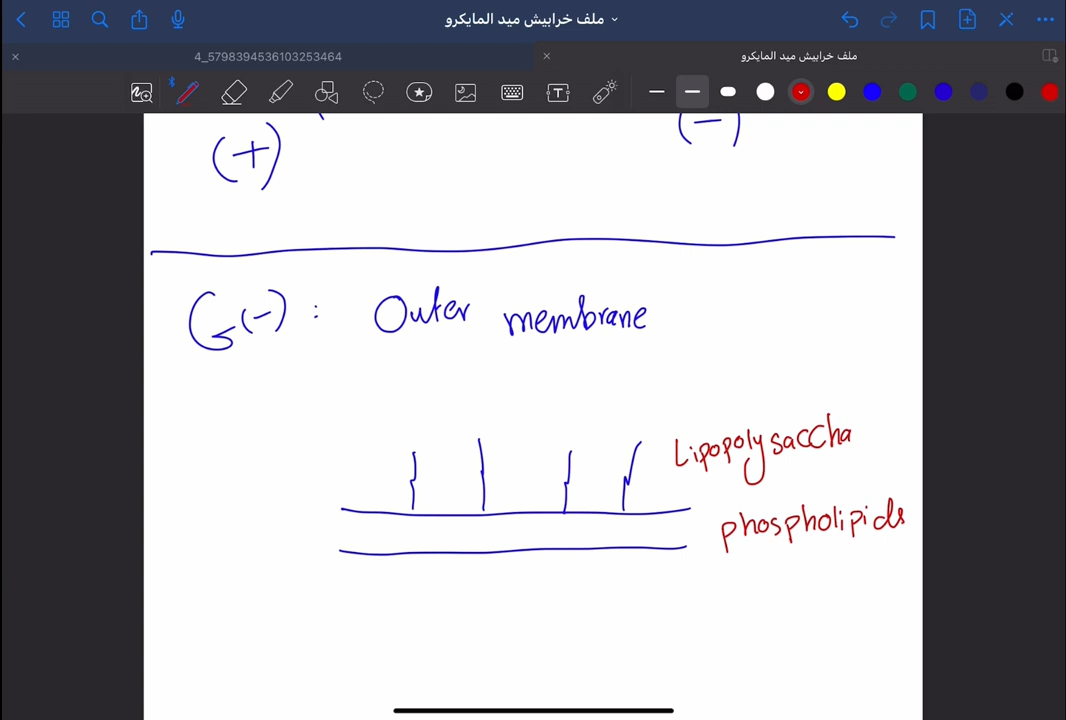 ملف خرابيش ميد المايكرو
4_5798394536103253464
ملف خرابيش ميد المايكرو
(+)
(-)
G(-) : Outer membrane
Lipopolysaccha
phospholipids